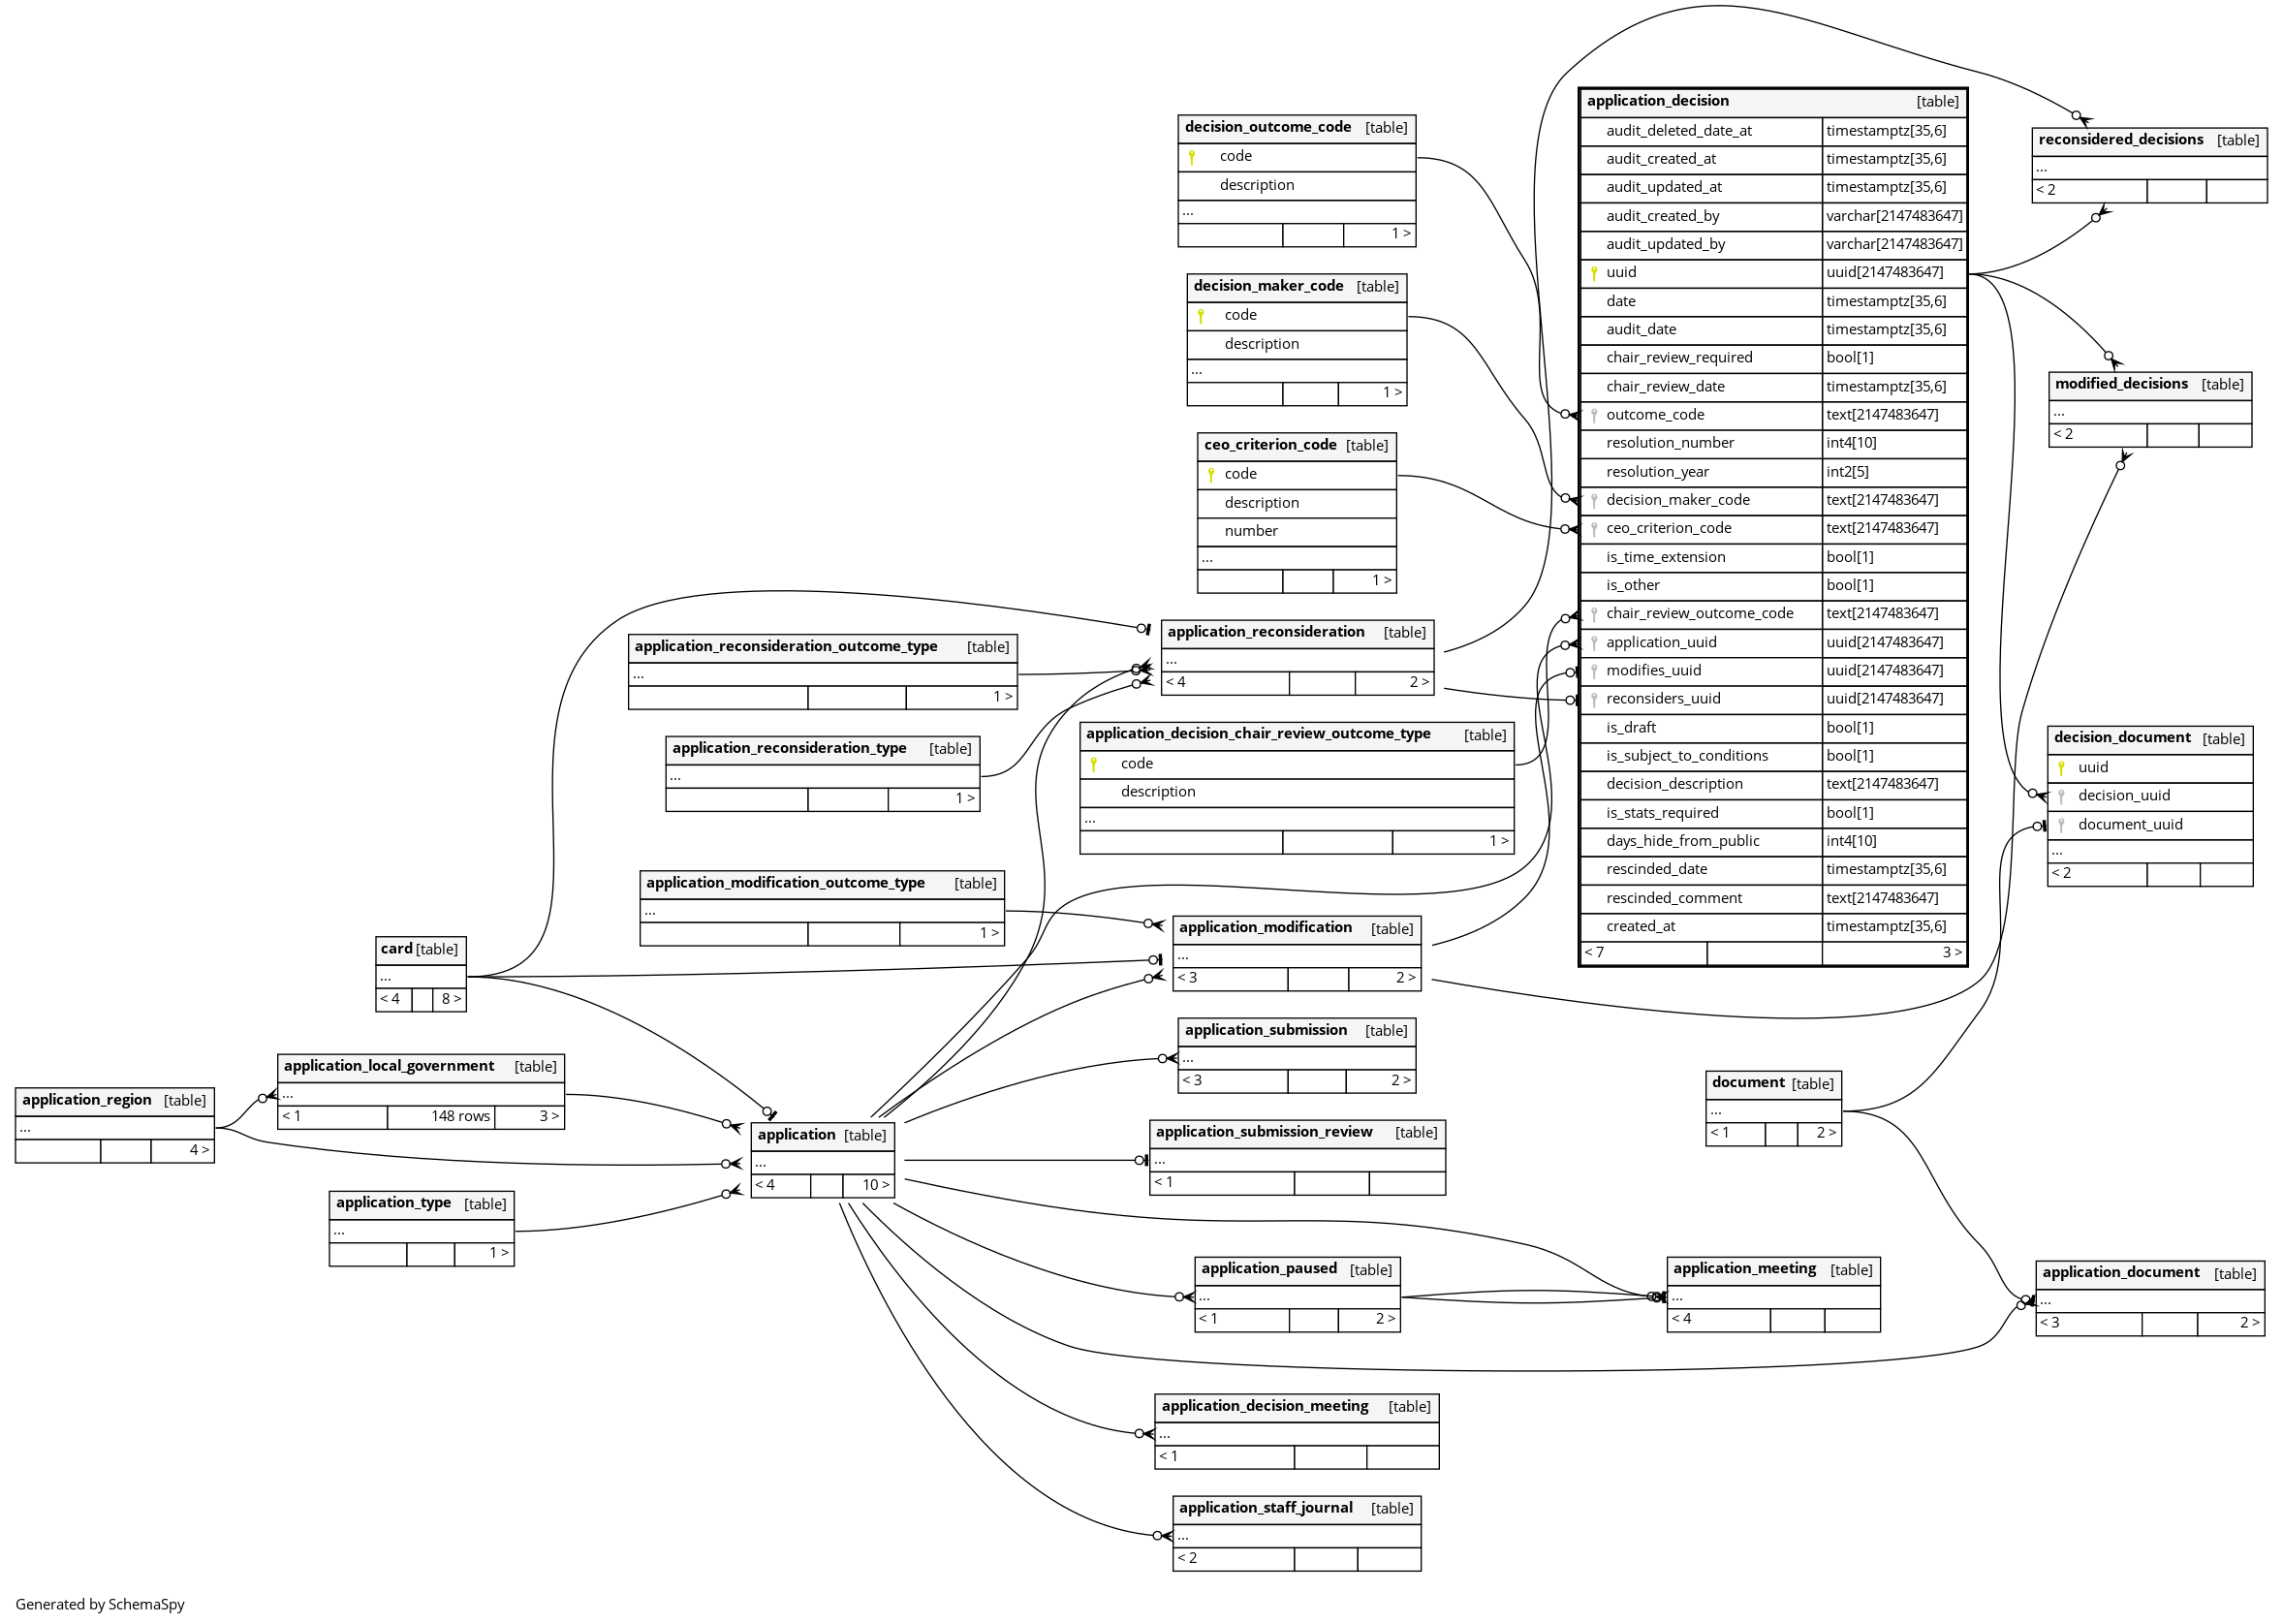 application_decision [table]
audit_deleted_date_at timestamptz[35,6]
audit_created_at timestamptz[35,6]
audit_updated_at timestamptz[35,6]
audit_created_by varchar[2147483647]
audit_updated_by varchar[2147483647]
uuid uuid[2147483647]
date timestamptz[35,6]
audit_date timestamptz[35,6]
chair_review_required bool[1]
chair_review_date timestamptz[35,6]
outcome_code text[2147483647]
resolution_number int4[10]
resolution_year int2[5]
decision_maker_code text[2147483647]
ceo_criterion_code text[2147483647]
is_time_extension bool[1]
is_other bool[1]
chair_review_outcome_code text[2147483647]
application_uuid uuid[2147483647]
modifies_uuid uuid[2147483647]
reconsiders_uuid uuid[2147483647]
is_draft bool[1]
is_subject_to_conditions bool[1]
decision_description text[2147483647]
is_stats_required bool[1]
days_hide_from_public int4[10]
rescinded_date timestamptz[35,6]
rescinded_comment text[2147483647]
created_at timestamptz[35,6]
< 7 3 >
decision_outcome_code [table]
code
description
...
1 >
decision_maker_code [table]
code
description
...
1 >
ceo_criterion_code [table]
code
description
number
...
1 >
reconsidered_decisions [table]
...
< 2
modified_decisions [table]
...
< 2
decision_document [table]
uuid
decision_uuid
document_uuid
...
< 2
application_reconsideration [table]
...
< 4 2 >
application_reconsideration_outcome_type [table]
...
1 >
application_reconsideration_type [table]
...
1 >
application_decision_chair_review_outcome_type [table]
code
description
...
1 >
application_modification_outcome_type [table]
...
1 >
application_modification [table]
...
< 3 2 >
card [table]
...
< 4 8 >
application_submission [table]
...
< 3 2 >
application_local_government [table]
...
< 1 148 rows 3 >
application_region [table]
...
4 >
document [table]
...
< 1 2 >
application [table]
...
< 4 10 >
application_submission_review [table]
...
< 1
application_type [table]
...
1 >
application_paused [table]
...
< 1 2 >
application_meeting [table]
...
< 4
application_document [table]
...
< 3 2 >
application_decision_meeting [table]
...
< 1
application_staff_journal [table]
...
< 2
Generated by SchemaSpy